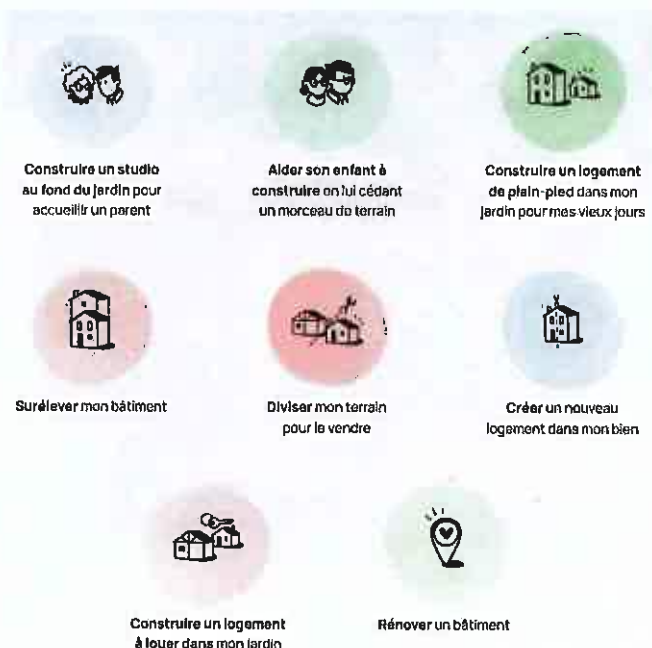 Construire un studio
au fond du jardin pour
accueillir un parent
Aider son enfant à
construire en lui cédant
un morceau de terrain
Construire un logement
de plain-pied dans mon
jardin pour mes vieux jours
Surélever mon bâtiment
Diviser mon terrain
pour le vendre
Créer un nouveau
logement dans mon bien
Construire un logement
à louer dans mon jardin
Rénover un bâtiment